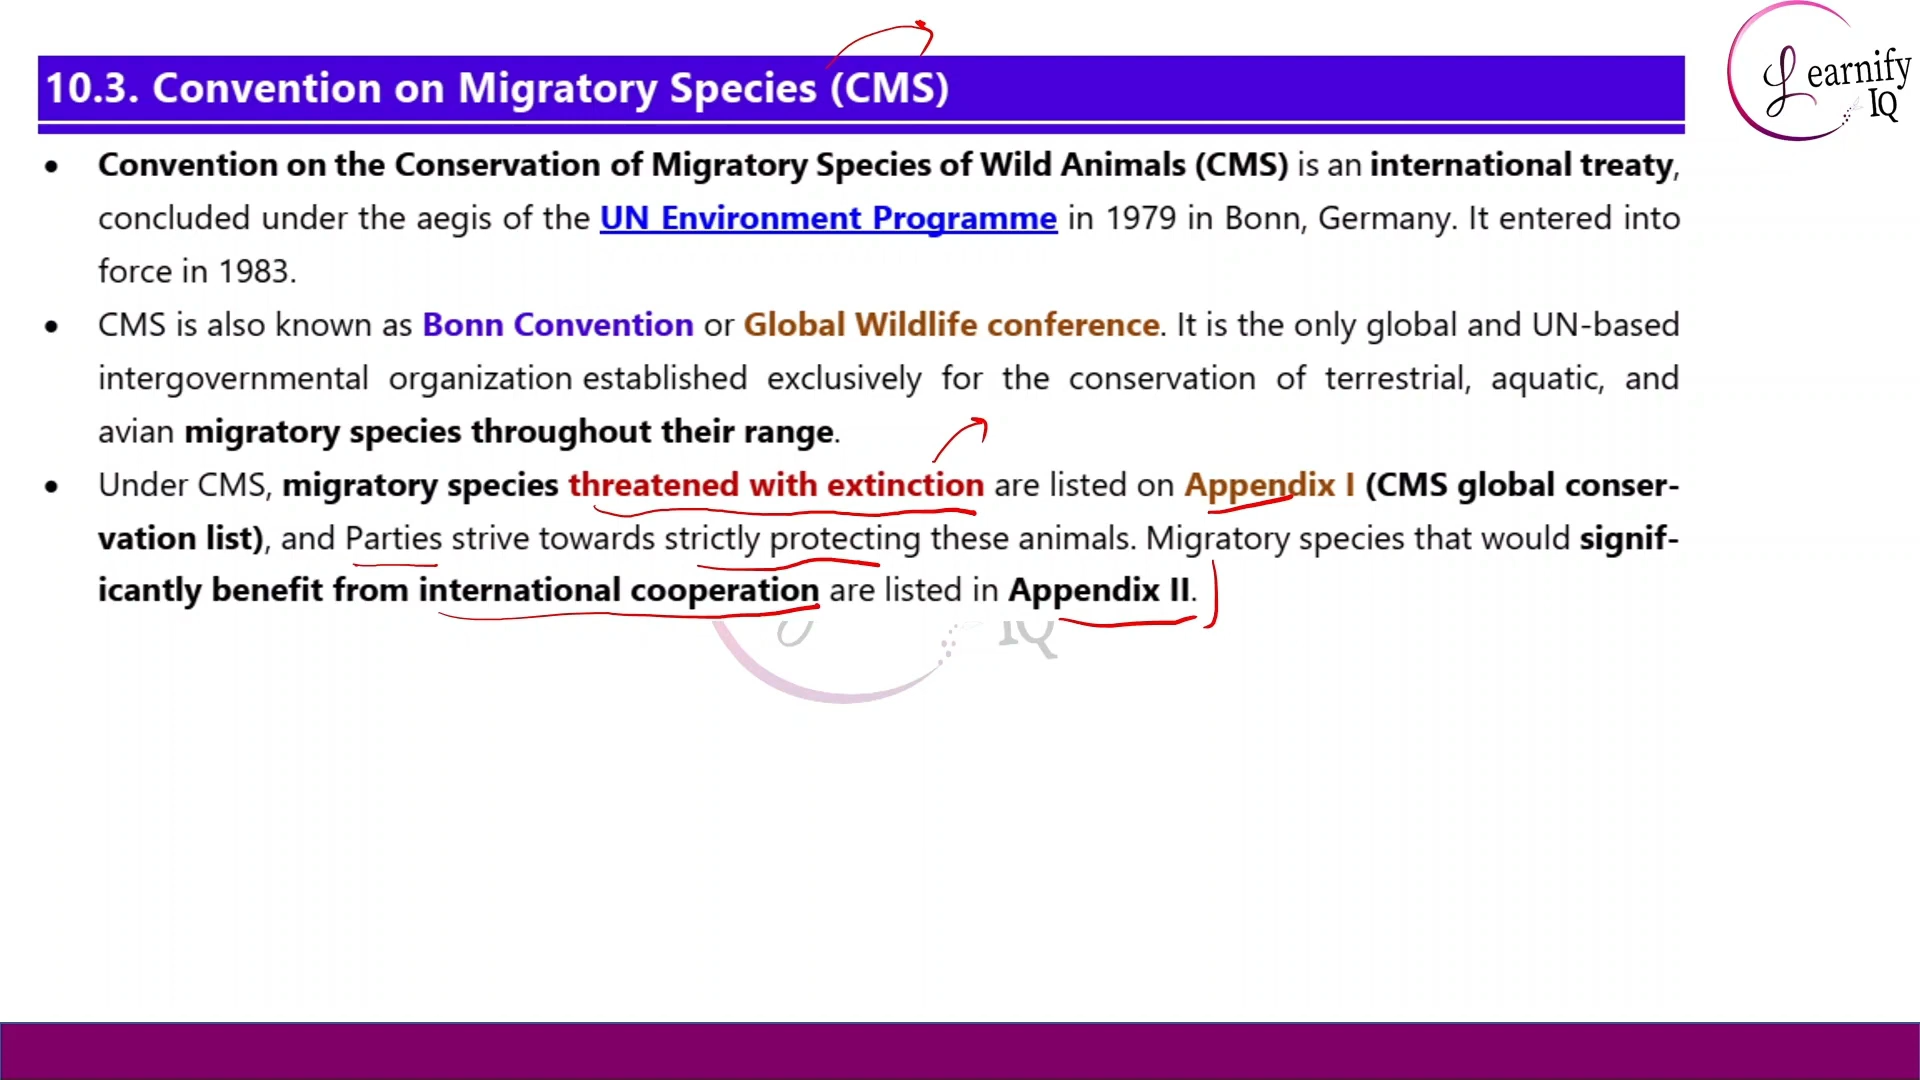 10.3. Convention on Migratory Species (CMS)
Learnify
IQ
• Convention on the Conservation of Migratory Species of Wild Animals (CMS) is an international treaty,
concluded under the aegis of the UN Environment Programme in 1979 in Bonn, Germany. It entered into
force in 1983.
• CMS is also known as Bonn Convention or Global Wildlife conference. It is the only global and UN-based
intergovernmental organization established exclusively for the conservation of terrestrial, aquatic, and
avian migratory species throughout their range.
• Under CMS, migratory species threatened with extinction are listed on Appendix I (CMS global conser-
vation list), and Parties strive towards strictly protecting these animals. Migratory species that would signif-
icantly benefit from international cooperation are listed in Appendix II.
IQ